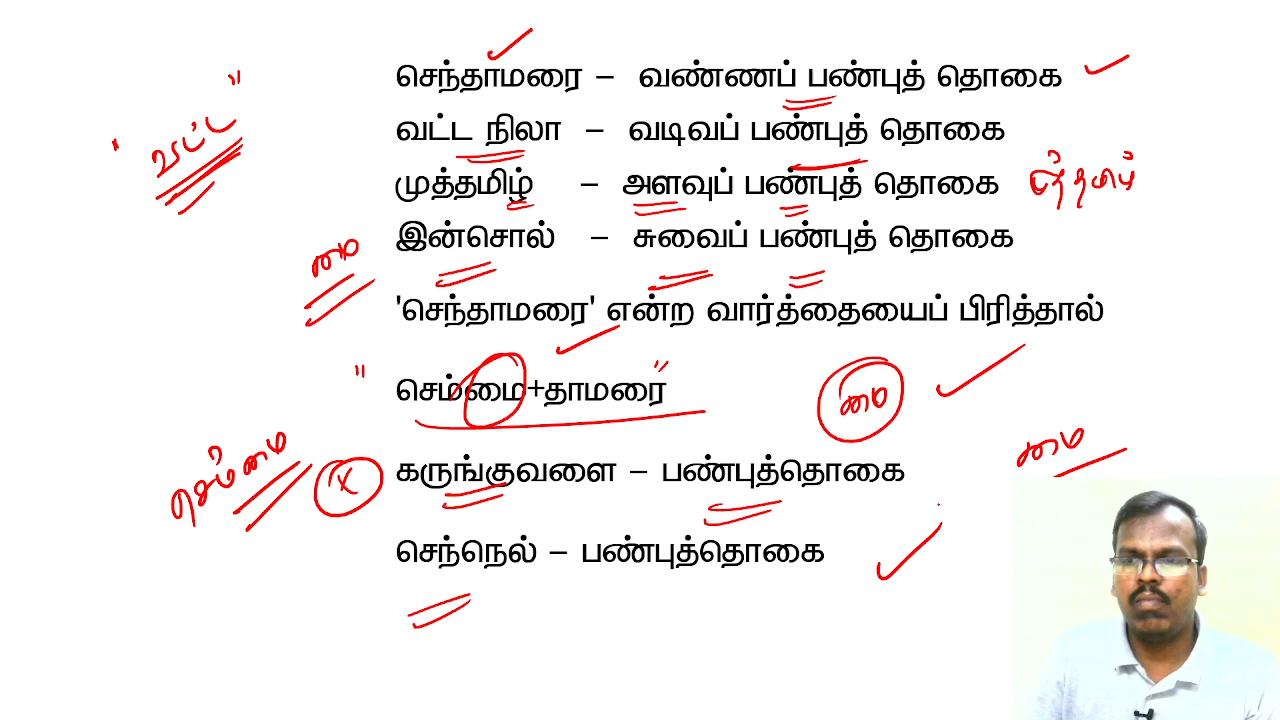 செந்தாமரை – வண்ணப் பண்புத் தொகை
"வட்ட"
வட்ட நிலா – வடிவப் பண்புத் தொகை
முத்தமிழ் – அளவுப் பண்புத் தொகை
இன்சொல் – சுவைப் பண்புத் தொகை
மை
'செந்தாமரை' என்ற வார்த்தையைப் பிரித்தால்
"செம்மை+தாமரை"
மை
செம்மை
கருங்குவளை – பண்புத்தொகை
மை
செந்நெல் – பண்புத்தொகை